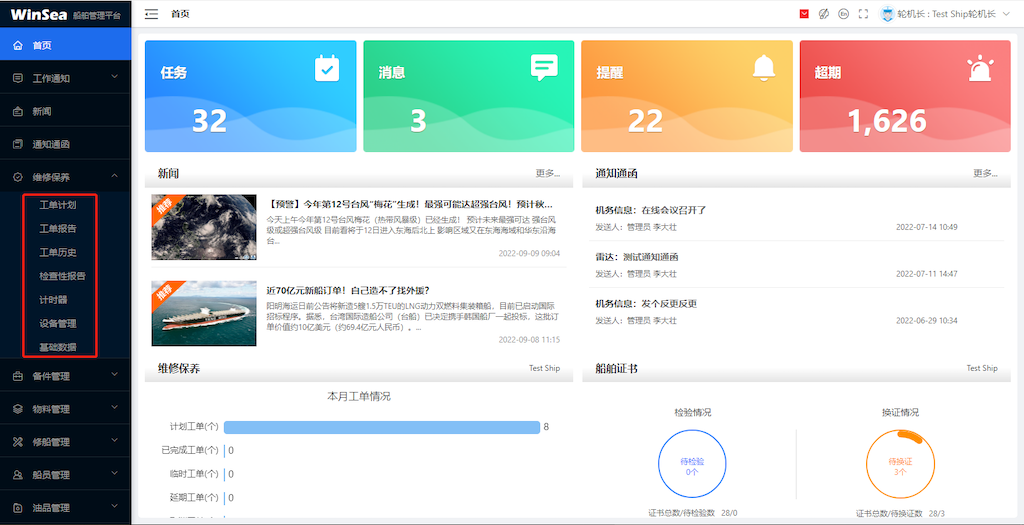 WinSea 船舶管理平台
首页
工作通知
新闻
通知通函
维修保养
工单计划
工单报告
工单历史
检查性报告
计时器
设备管理
基础数据
备件管理
物料管理
修船管理
船员管理
油品管理
首页
En
轮机长 : Test Ship轮机长
任务
32
消息
3
提醒
22
超期
1,626
新闻
更多...
推荐
【预警】今年第12号台风"梅花"生成！最强可能达超强台风！预计秋...
今天上午今年第12号台风梅花（热带风暴级）已经生成！ 预计未来最强可达 强台风
级或超强台风级 目前看将于12日进入东海后北上 影响区域又在东海海域和华东沿海
台...
2022-09-09 09:04
推荐
近70亿元新船订单！自己造不了找外援？
阳明海运日前公告将新造5艘1.5万TEU的LNG动力双燃料集装箱船，目前已启动国际
招标程序。据悉，台湾国际造船公司（台船）已决定携手韩国船厂一起投标，这批订
单价值约10亿美元（约69.4亿元人民币）。...
2022-09-08 11:15
通知通函
更多...
机务信息：在线会议召开了
发送人：管理员 李大壮
2022-07-14 10:49
雷达：测试通知通函
发送人：管理员 李大壮
2022-07-11 14:47
机务信息：发个反更反更
发送人：管理员 李大壮
2022-06-29 10:34
维修保养
Test Ship
本月工单情况
计划工单(个) 8
已完成工单(个) 0
临时工单(个) 0
延期工单(个) 0
船舶证书
Test Ship
检验情况
待检验
0个
证书总数/待检验数 28/0
换证情况
待换证
3个
证书总数/待换证数 28/3